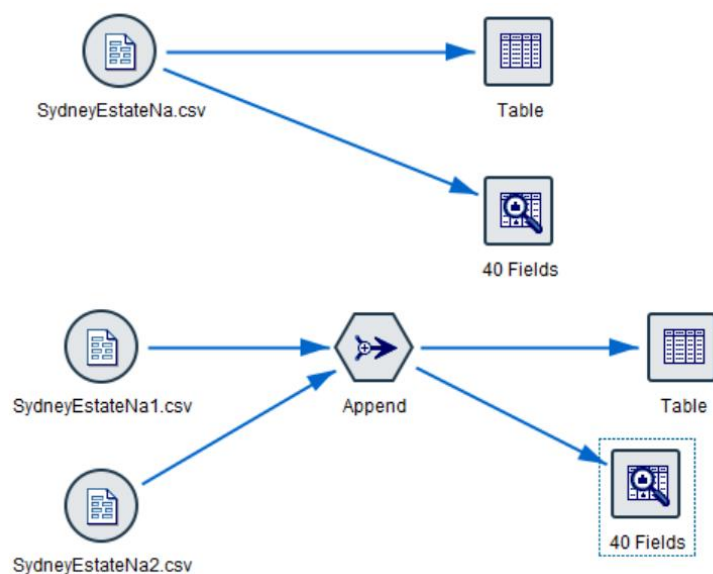 SydneyEstateNa.csv
Table
40 Fields
SydneyEstateNa1.csv
Append
Table
40 Fields
SydneyEstateNa2.csv